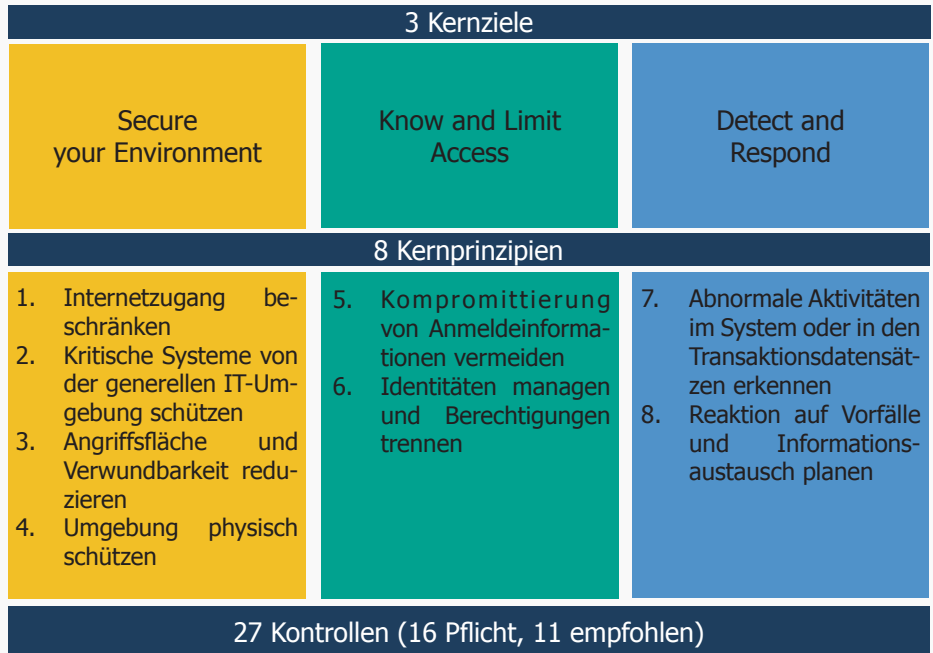 3 Kernziele
Secure
your Environment
Know and Limit
Access
Detect and
Respond
8 Kernprinzipien
1. Internetzugang be-
schränken
2. Kritische Systeme von
der generellen IT-Um-
gebung schützen
3. Angriffsfläche und
Verwundbarkeit redu-
zieren
4. Umgebung physisch
schützen
5. Kompromittierung
von Anmeldeinforma-
tionen vermeiden
6. Identitäten managen
und Berechtigungen
trennen
7. Abnormale Aktivitäten
im System oder in den
Transaktionsdatensät-
zen erkennen
8. Reaktion auf Vorfälle
und Informations-
austausch planen
27 Kontrollen (16 Pflicht, 11 empfohlen)